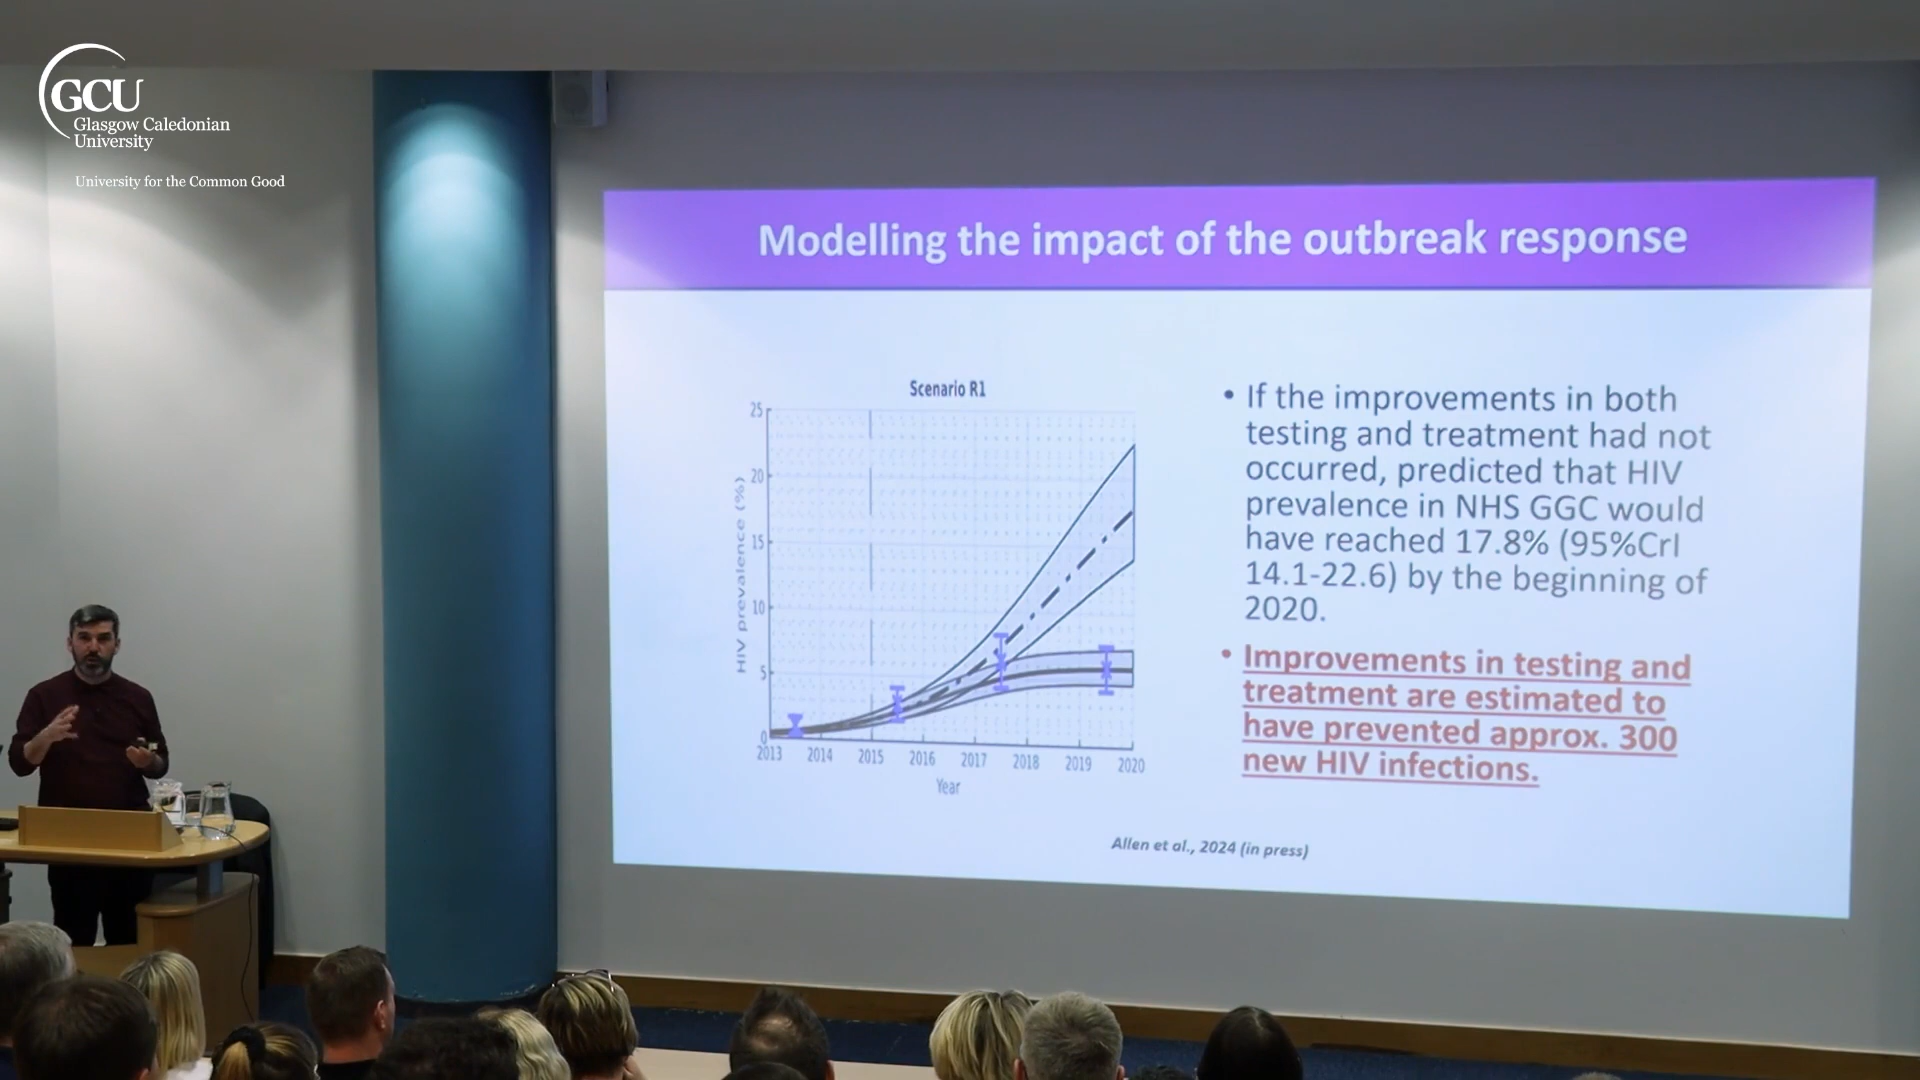 GCU
Glasgow Caledonian
University
University for the Common Good
Modelling the impact of the outbreak response
Scenario R1
25
20
15
10
5
0
HIV prevalence (%)
2013 2014 2015 2016 2017 2018 2019 2020
Year
• If the improvements in both
testing and treatment had not
occurred, predicted that HIV
prevalence in NHS GGC would
have reached 17.8% (95%CrI
14.1-22.6) by the beginning of
2020.
• Improvements in testing and
treatment are estimated to
have prevented approx. 300
new HIV infections.
Allen et al., 2024 (in press)